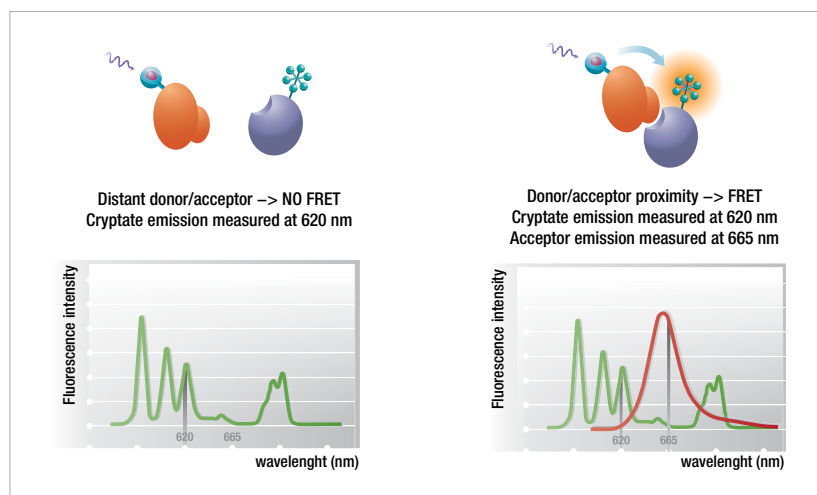 Distant donor/acceptor –> NO FRET
Cryptate emission measured at 620 nm
Donor/acceptor proximity –> FRET
Cryptate emission measured at 620 nm
Acceptor emission measured at 665 nm
Fluorescence intensity
620
665
wavelenght (nm)
Fluorescence intensity
620
665
wavelenght (nm)